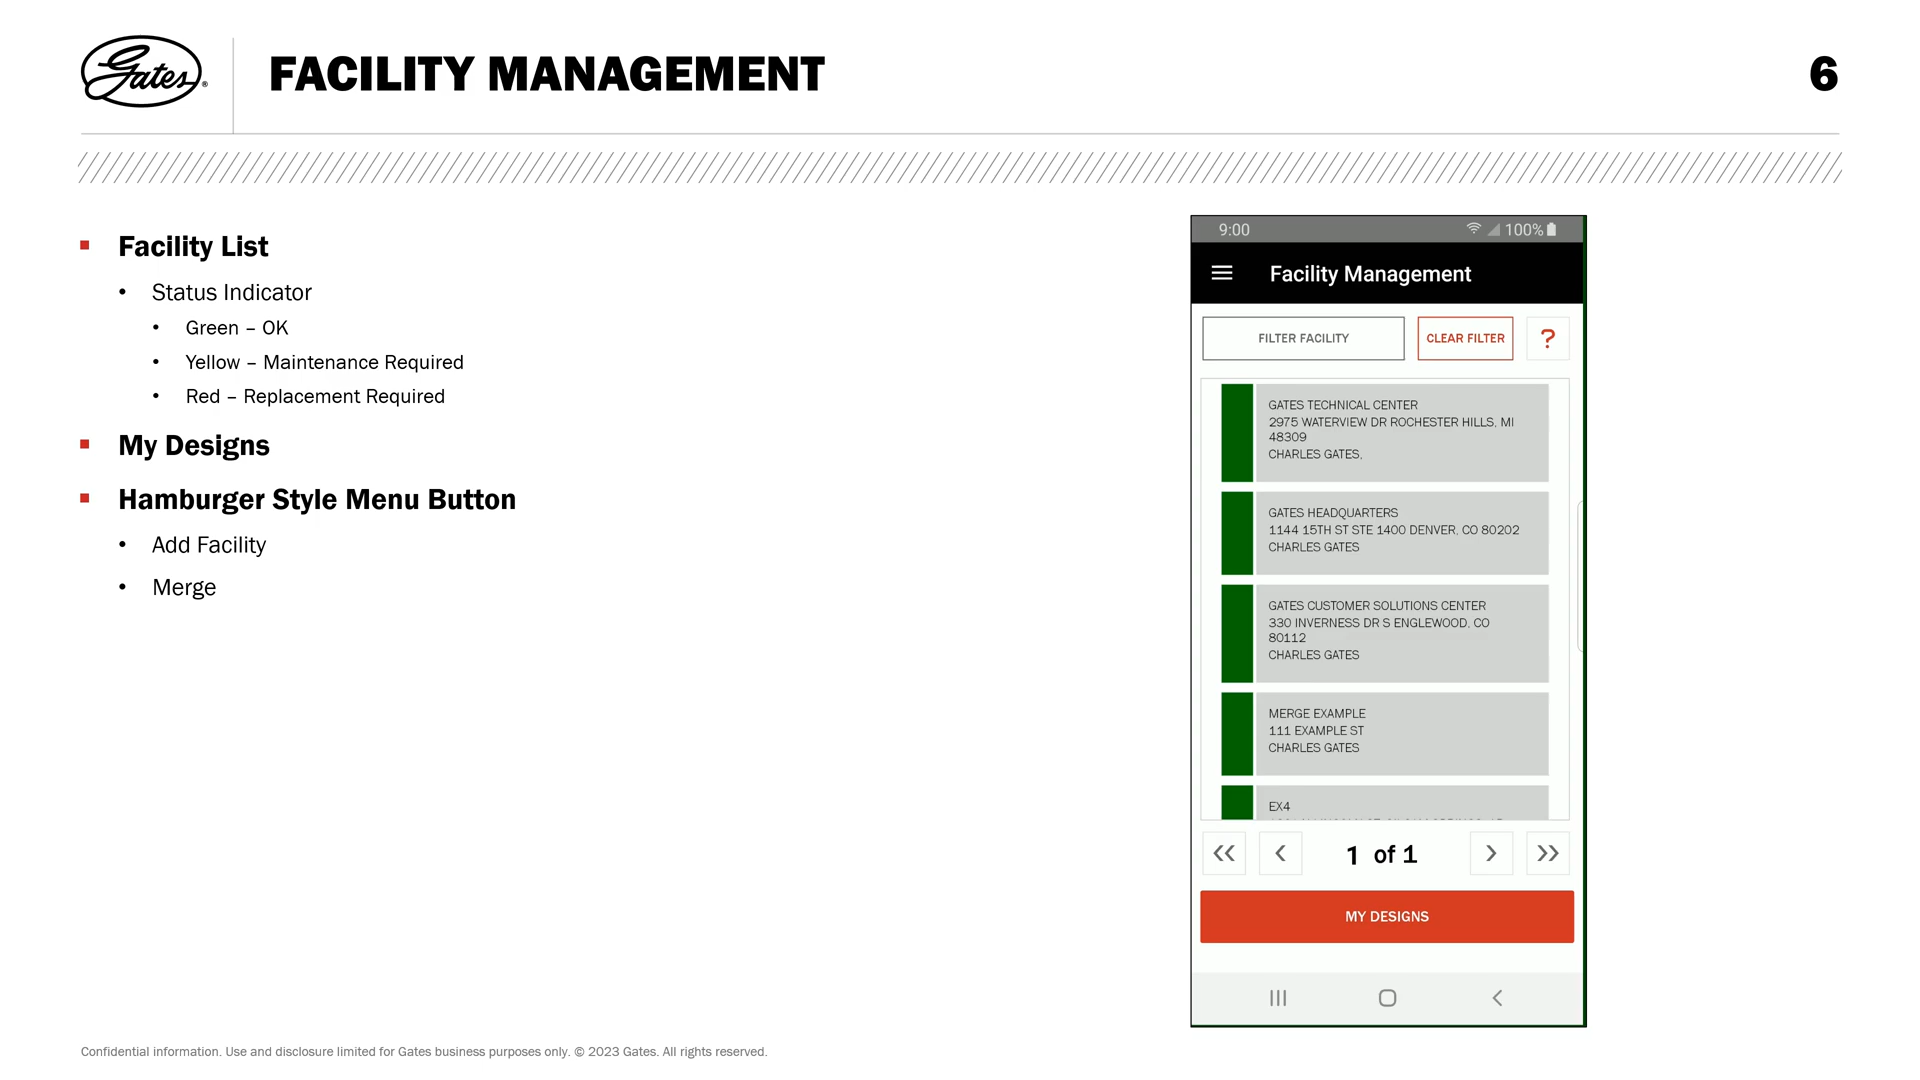 Gates®
FACILITY MANAGEMENT
6
Facility List
Status Indicator
Green – OK
Yellow – Maintenance Required
Red – Replacement Required
My Designs
Hamburger Style Menu Button
Add Facility
Merge
9:00
100%
Facility Management
FILTER FACILITY
CLEAR FILTER
?
GATES TECHNICAL CENTER
2975 WATERVIEW DR ROCHESTER HILLS, MI
48309
CHARLES GATES,
GATES HEADQUARTERS
1144 15TH ST STE 1400 DENVER, CO 80202
CHARLES GATES
GATES CUSTOMER SOLUTIONS CENTER
330 INVERNESS DR S ENGLEWOOD, CO
80112
CHARLES GATES
MERGE EXAMPLE
111 EXAMPLE ST
CHARLES GATES
EX4
1 of 1
MY DESIGNS
Confidential information. Use and disclosure limited for Gates business purposes only. © 2023 Gates. All rights reserved.